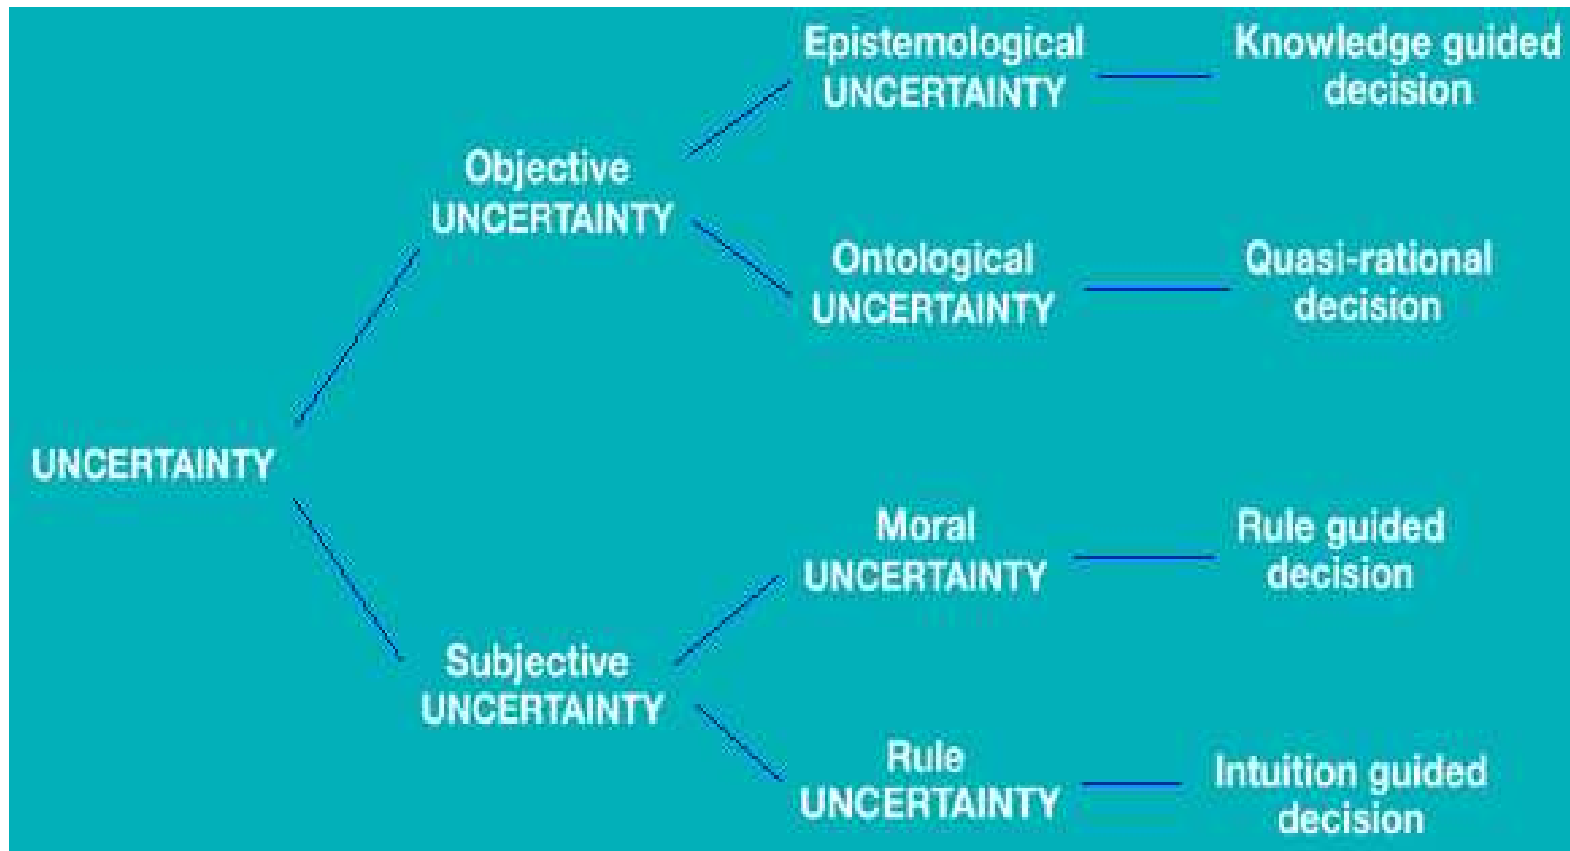 Epistemological
UNCERTAINTY
Knowledge guided
decision
Objective
UNCERTAINTY
Ontological
UNCERTAINTY
Quasi-rational
decision
UNCERTAINTY
Moral
UNCERTAINTY
Rule guided
decision
Subjective
UNCERTAINTY
Rule
UNCERTAINTY
Intuition guided
decision